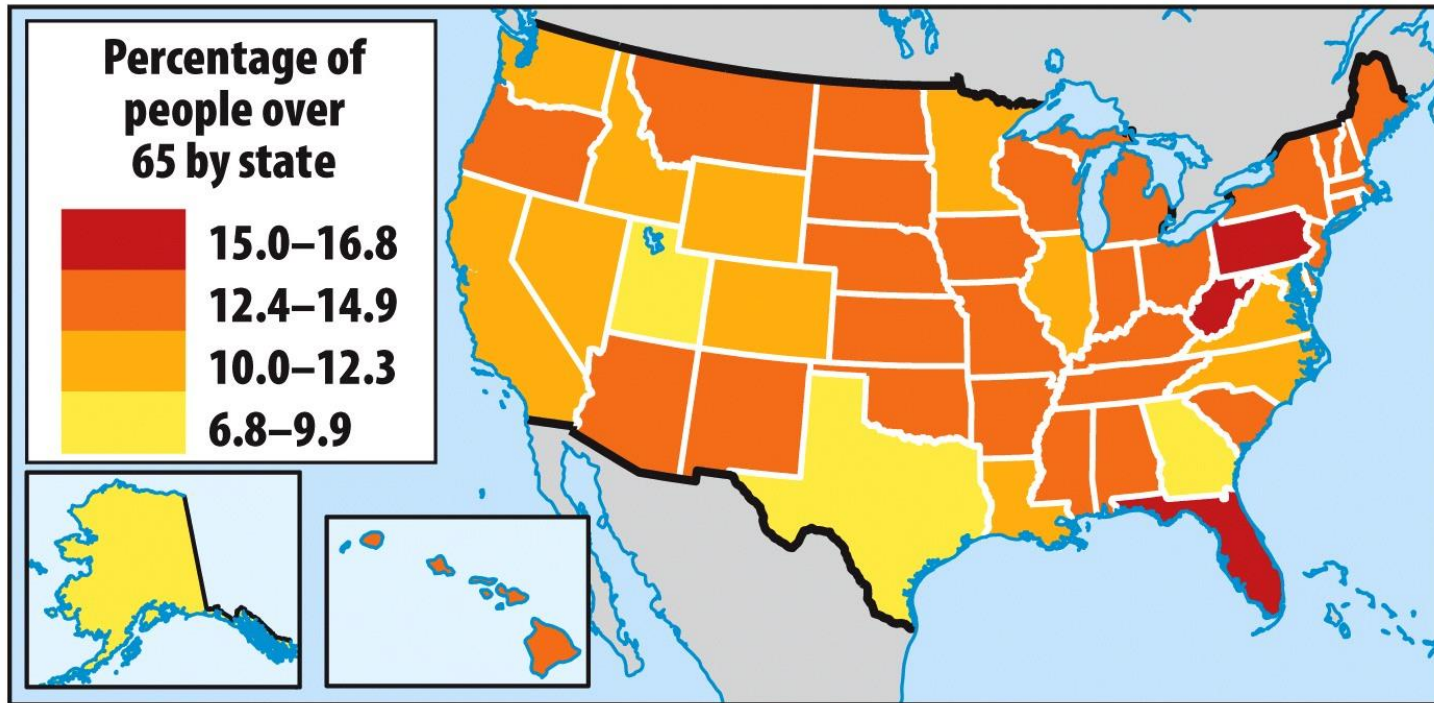 Percentage of
people over
65 by state
15.0–16.8
12.4–14.9
10.0–12.3
6.8–9.9